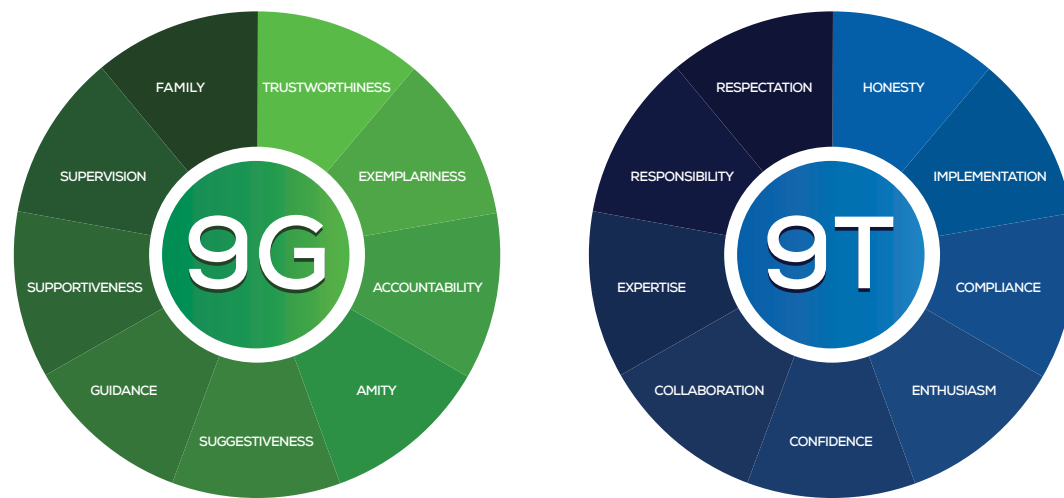 FAMILY
TRUSTWORTHINESS
EXEMPLARINESS
ACCOUNTABILITY
AMITY
SUGGESTIVENESS
GUIDANCE
SUPPORTIVENESS
SUPERVISION
9G
RESPECTATION
HONESTY
IMPLEMENTATION
COMPLIANCE
ENTHUSIASM
CONFIDENCE
COLLABORATION
EXPERTISE
RESPONSIBILITY
9T